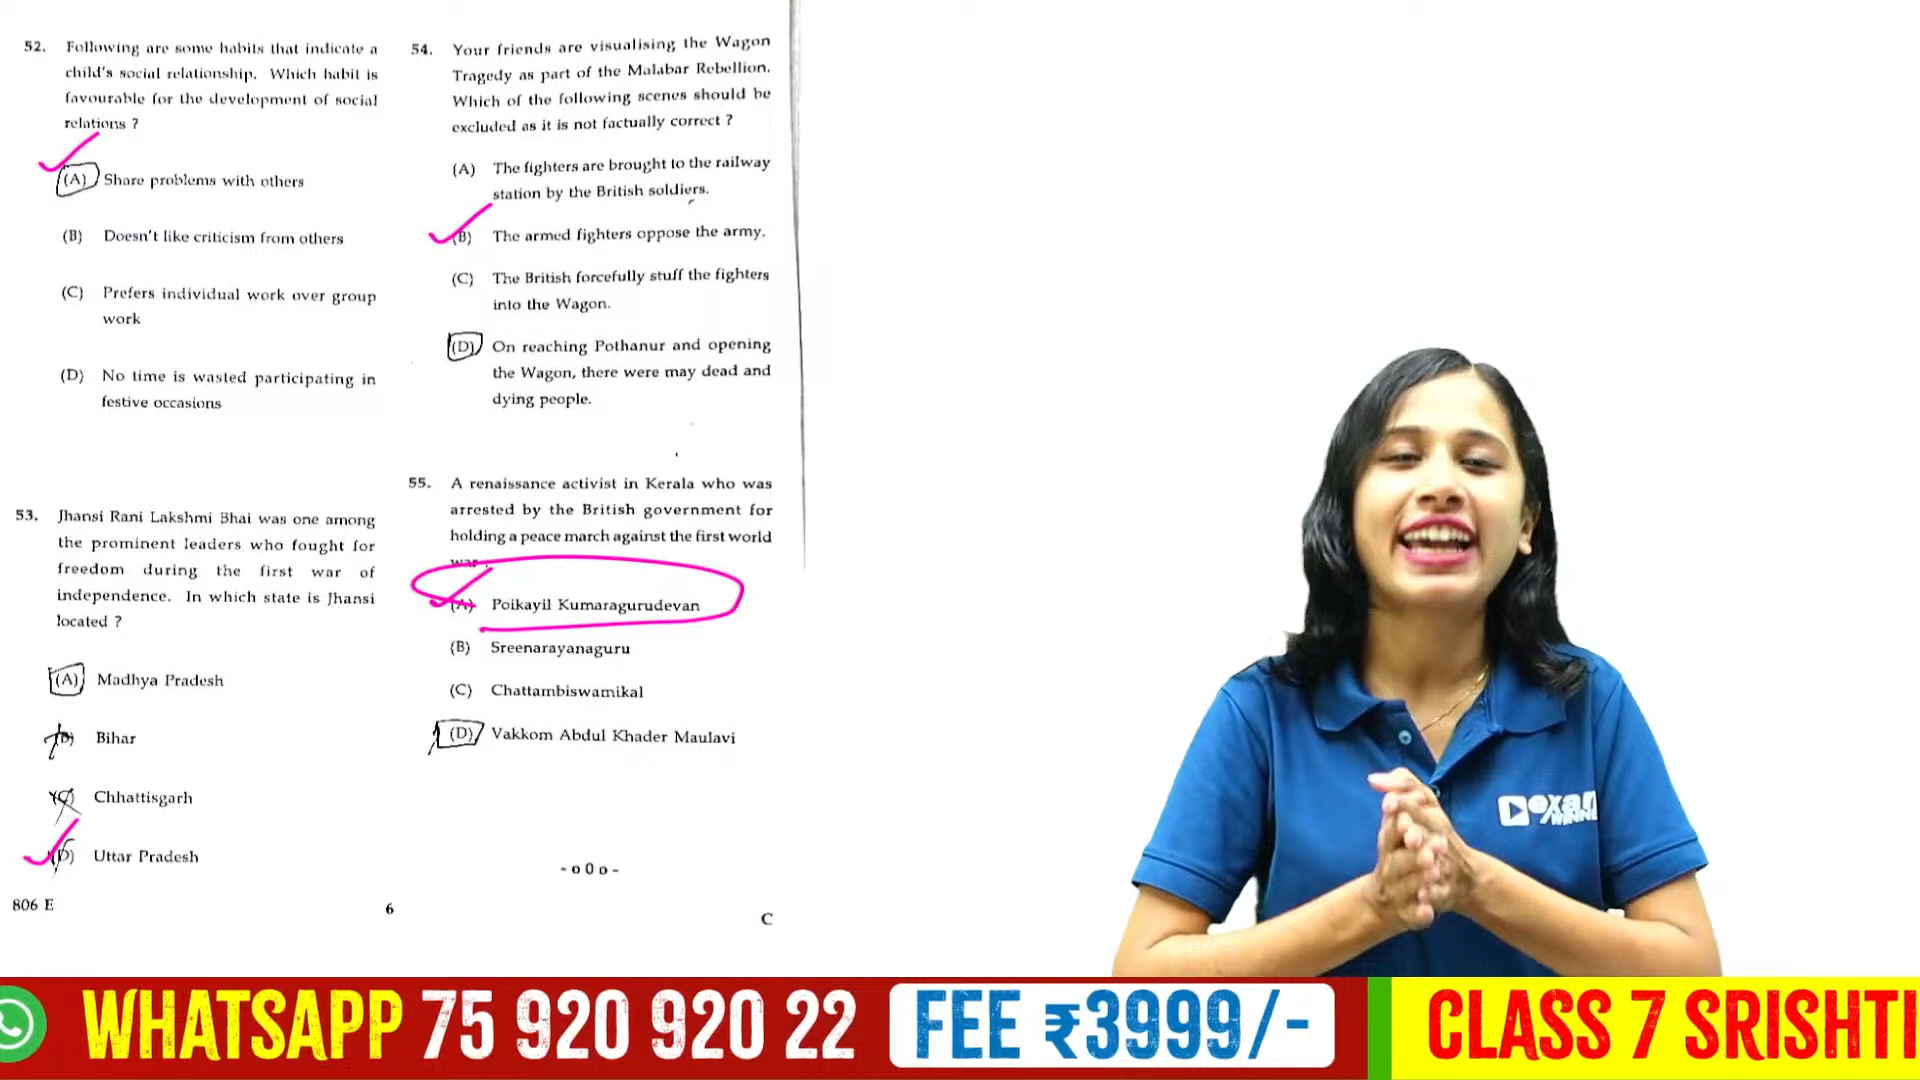 52. Following are some habits that indicate a
child's social relationship. Which habit is
favourable for the development of social
relations ?
(A) Share problems with others
(B) Doesn't like criticism from others
(C) Prefers individual work over group
work
(D) No time is wasted participating in
festive occasions
53. Jhansi Rani Lakshmi Bhai was one among
the prominent leaders who fought for
freedom during the first war of
independence. In which state is Jhansi
located ?
(A) Madhya Pradesh
(B) Bihar
(C) Chhattisgarh
(D) Uttar Pradesh
806 E
6
54. Your friends are visualising the Wagon
Tragedy as part of the Malabar Rebellion.
Which of the following scenes should be
excluded as it is not factually correct ?
(A) The fighters are brought to the railway
station by the British soldiers.
(B) The armed fighters oppose the army.
(C) The British forcefully stuff the fighters
into the Wagon.
(D) On reaching Pothanur and opening
the Wagon, there were may dead and
dying people.
55. A renaissance activist in Kerala who was
arrested by the British government for
holding a peace march against the first world
war :
(A) Poikayil Kumaragurudevan
(B) Sreenarayanaguru
(C) Chattambiswamikal
(D) Vakkom Abdul Khader Maulavi
- o 0 o -
C
exam
WINNE
WHATSAPP 75 920 920 22
FEE ₹3999/-
CLASS 7 SRISHTI